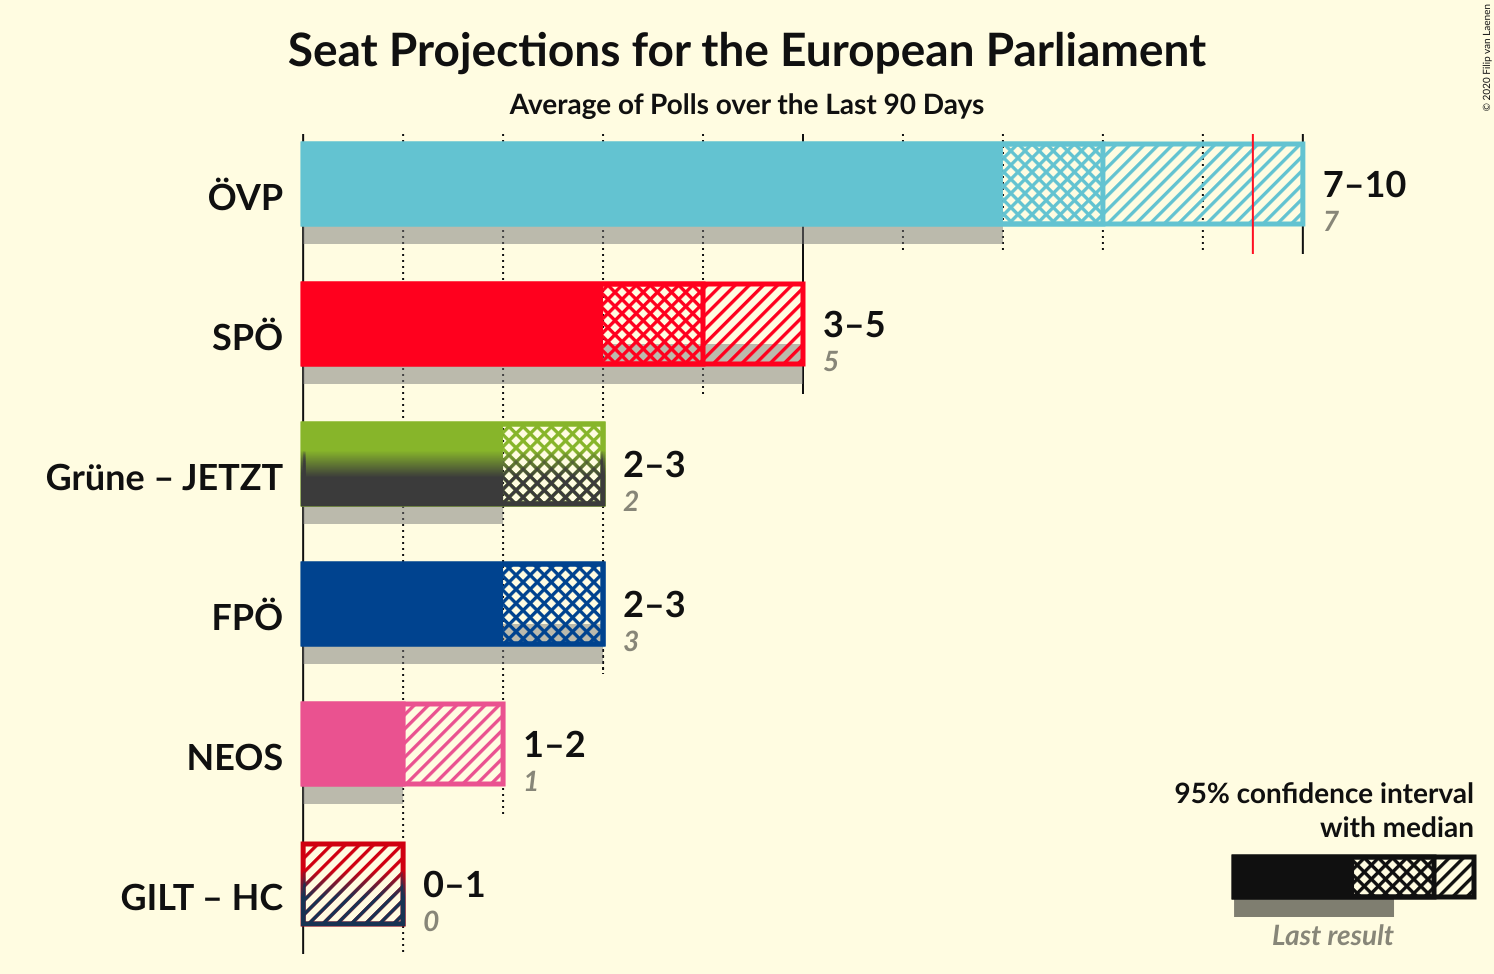 Seat Projections for the European Parliament
Average of Polls over the Last 90 Days
© 2020 Filip van Laenen
ÖVP
7–10
7
SPÖ
3–5
5
Grüne – JETZT
2–3
2
FPÖ
2–3
3
NEOS
1–2
1
GILT – HC
0–1
0
95% confidence interval
with median
Last result